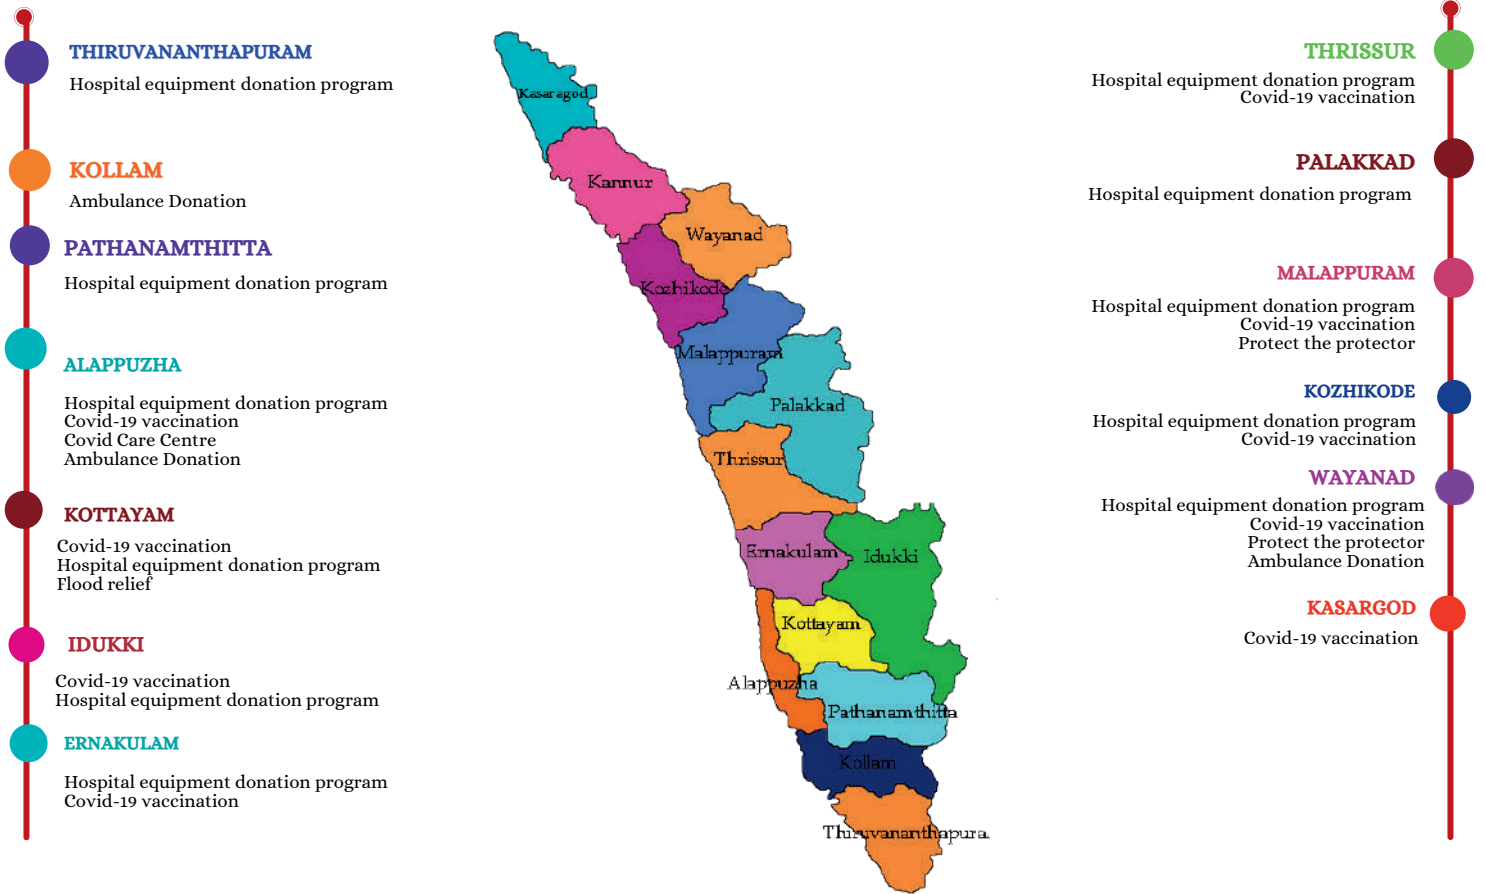 THIRUVANANTHAPURAM
Hospital equipment donation program
KOLLAM
Ambulance Donation
PATHANAMTHITTA
Hospital equipment donation program
ALAPPUZHA
Hospital equipment donation program
Covid-19 vaccination
Covid Care Centre
Ambulance Donation
KOTTAYAM
Covid-19 vaccination
Hospital equipment donation program
Flood relief
IDUKKI
Covid-19 vaccination
Hospital equipment donation program
ERNAKULAM
Hospital equipment donation program
Covid-19 vaccination
Kasaragod
Kannur
Wayanad
Kozhikode
Malappuram
Palakkad
Thrissur
Ernakulam
Idukki
Kottayam
Alappuzha
Pathanamthitta
Kollam
Thiruvananthapura
THRISSUR
Hospital equipment donation program
Covid-19 vaccination
PALAKKAD
Hospital equipment donation program
MALAPPURAM
Hospital equipment donation program
Covid-19 vaccination
Protect the protector
KOZHIKODE
Hospital equipment donation program
Covid-19 vaccination
WAYANAD
Hospital equipment donation program
Covid-19 vaccination
Protect the protector
Ambulance Donation
KASARGOD
Covid-19 vaccination